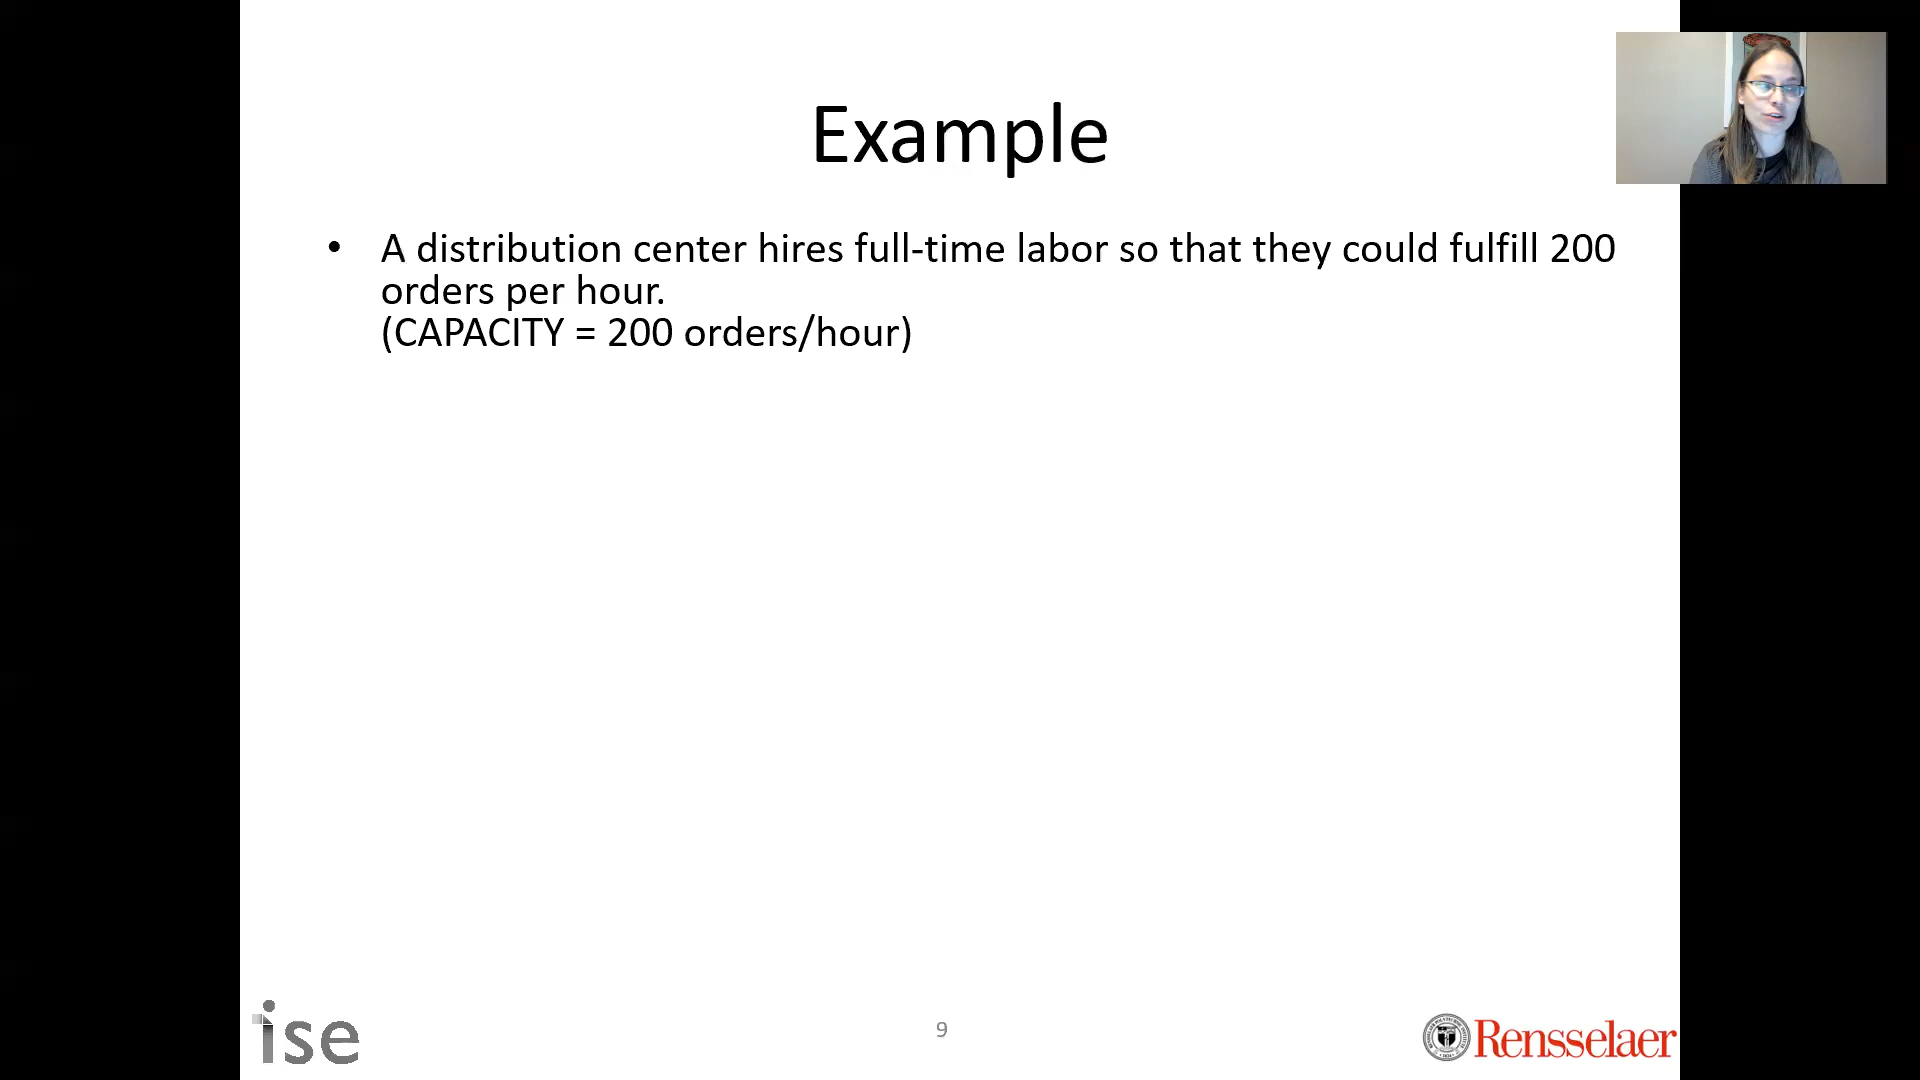 Example
• A distribution center hires full-time labor so that they could fulfill 200
orders per hour.
(CAPACITY = 200 orders/hour)
ise
9
Rensselaer